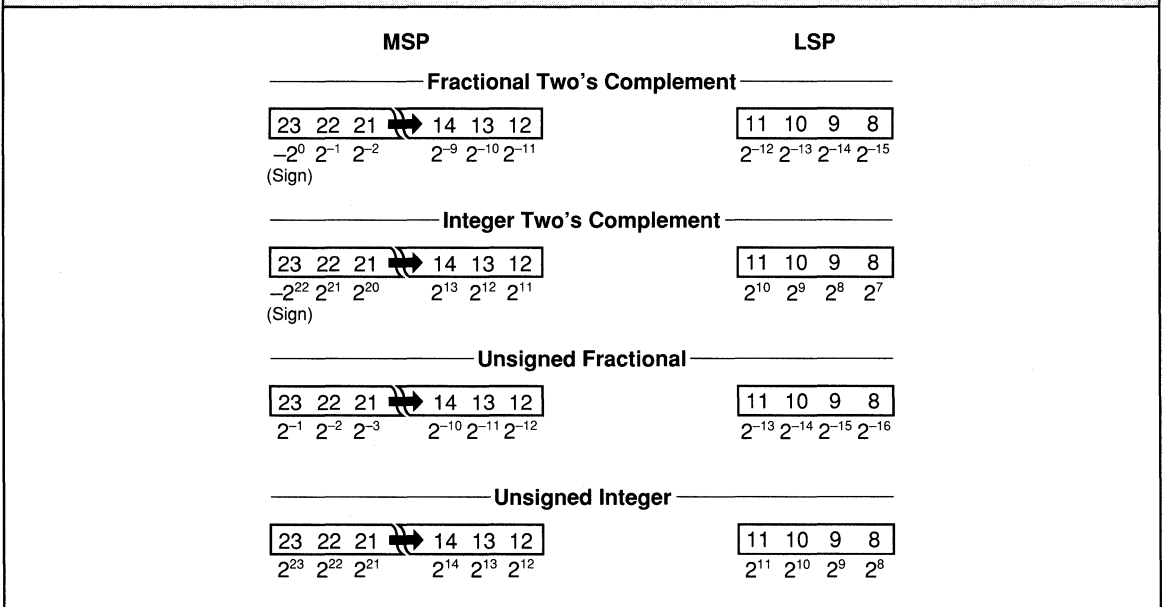 MSP LSP
Fractional Two's Complement
23 22 21 14 13 12 11 10 9 8
–2⁰ 2⁻¹ 2⁻² 2⁻⁹ 2⁻¹⁰ 2⁻¹¹ 2⁻¹² 2⁻¹³ 2⁻¹⁴ 2⁻¹⁵
(Sign)
Integer Two's Complement
23 22 21 14 13 12 11 10 9 8
–2²² 2²¹ 2²⁰ 2¹³ 2¹² 2¹¹ 2¹⁰ 2⁹ 2⁸ 2⁷
(Sign)
Unsigned Fractional
23 22 21 14 13 12 11 10 9 8
2⁻¹ 2⁻² 2⁻³ 2⁻¹⁰ 2⁻¹¹ 2⁻¹² 2⁻¹³ 2⁻¹⁴ 2⁻¹⁵ 2⁻¹⁶
Unsigned Integer
23 22 21 14 13 12 11 10 9 8
2²³ 2²² 2²¹ 2¹⁴ 2¹³ 2¹² 2¹¹ 2¹⁰ 2⁹ 2⁸